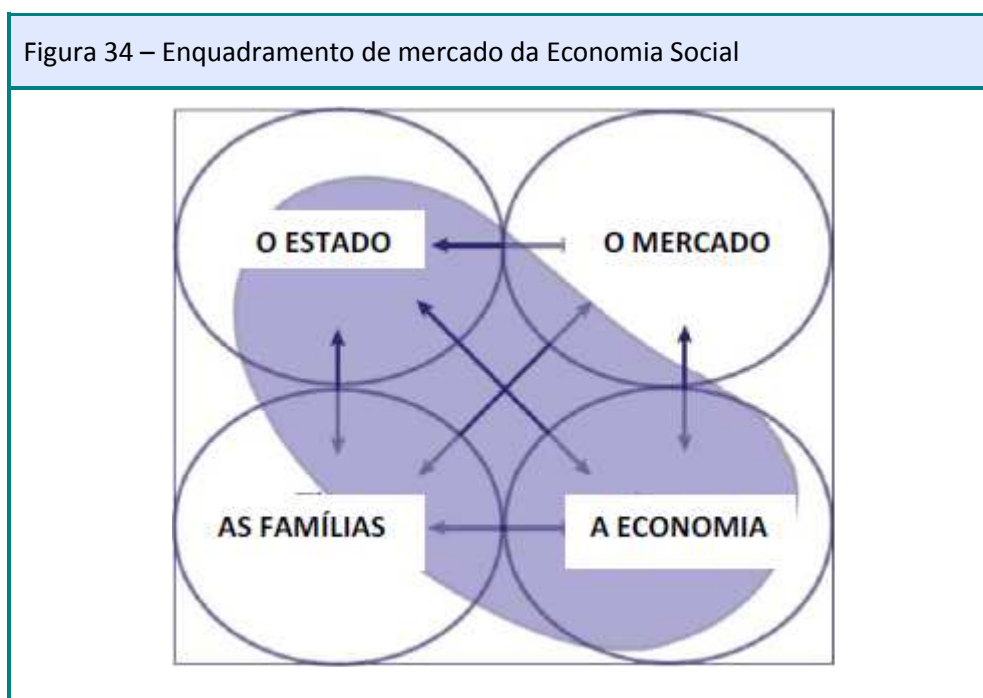 Figura 34 – Enquadramento de mercado da Economia Social
O ESTADO
O MERCADO
AS FAMÍLIAS
A ECONOMIA